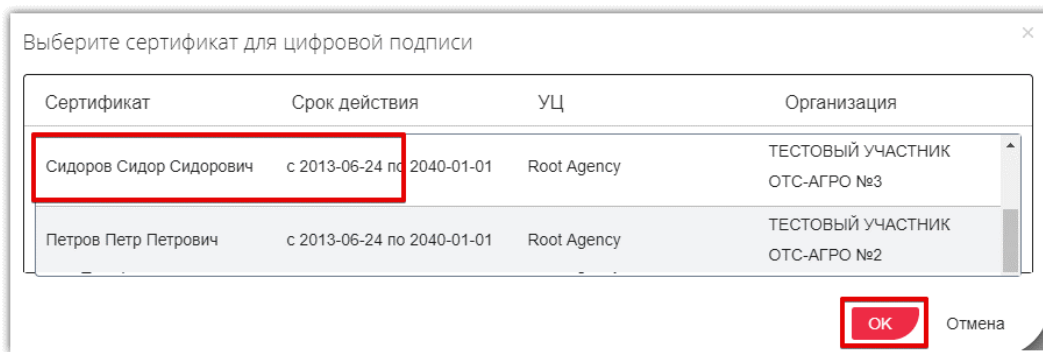 Выберите сертификат для цифровой подписи
Сертификат Срок действия УЦ Организация
Сидоров Сидор Сидорович с 2013-06-24 по 2040-01-01 Root Agency ТЕСТОВЫЙ УЧАСТНИК
ОТС-АГРО №3
Петров Петр Петрович с 2013-06-24 по 2040-01-01 Root Agency ТЕСТОВЫЙ УЧАСТНИК
ОТС-АГРО №2
OK Отмена